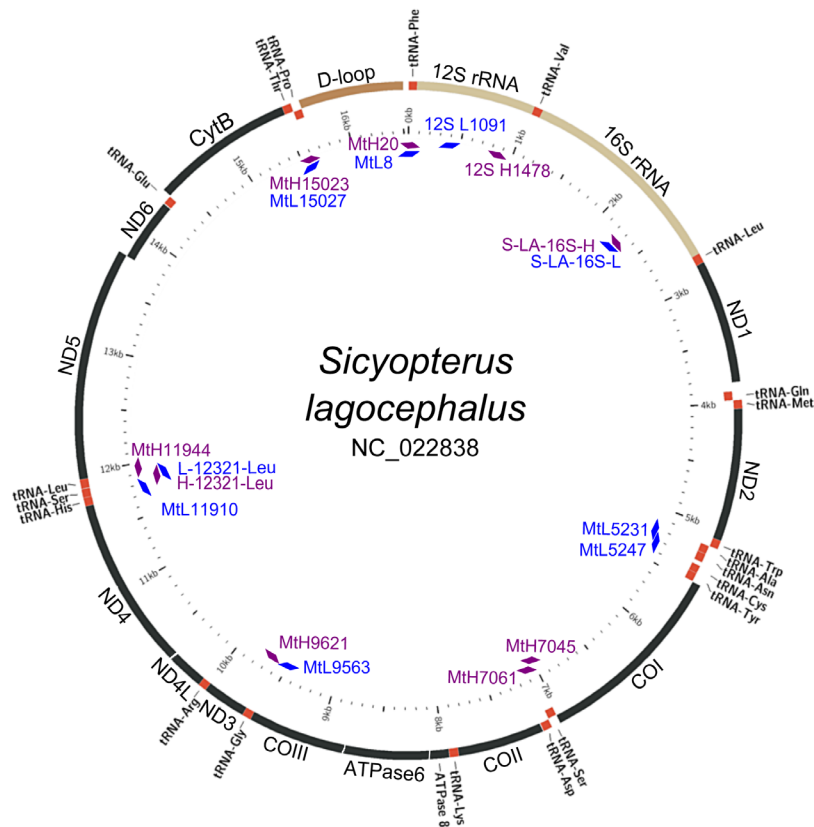 tRNA-Phe
12S rRNA
tRNA-Val
16S rRNA
tRNA-Leu
ND1
tRNA-Gln
tRNA-Met
ND2
tRNA-Trp
tRNA-Ala
tRNA-Asn
tRNA-Cys
tRNA-Tyr
COI
tRNA-Ser
tRNA-Asp
COII
tRNA-Lys
ATPase 8
ATPase6
COIII
tRNA-Gly
ND3
tRNA-Arg
ND4L
ND4
tRNA-His
tRNA-Ser
tRNA-Leu
ND5
ND6
tRNA-Glu
CytB
tRNA-Thr
tRNA-Pro
D-loop
0kb
1kb
2kb
3kb
4kb
5kb
6kb
7kb
8kb
9kb
10kb
11kb
12kb
13kb
14kb
15kb
16kb
MtH20
MtL8
12S L1091
12S H1478
S-LA-16S-H
S-LA-16S-L
MtL5231
MtL5247
MtH7045
MtH7061
MtH9621
MtL9563
MtH11944
L-12321-Leu
H-12321-Leu
MtL11910
MtH15023
MtL15027
Sicyopterus
lagocephalus
NC_022838